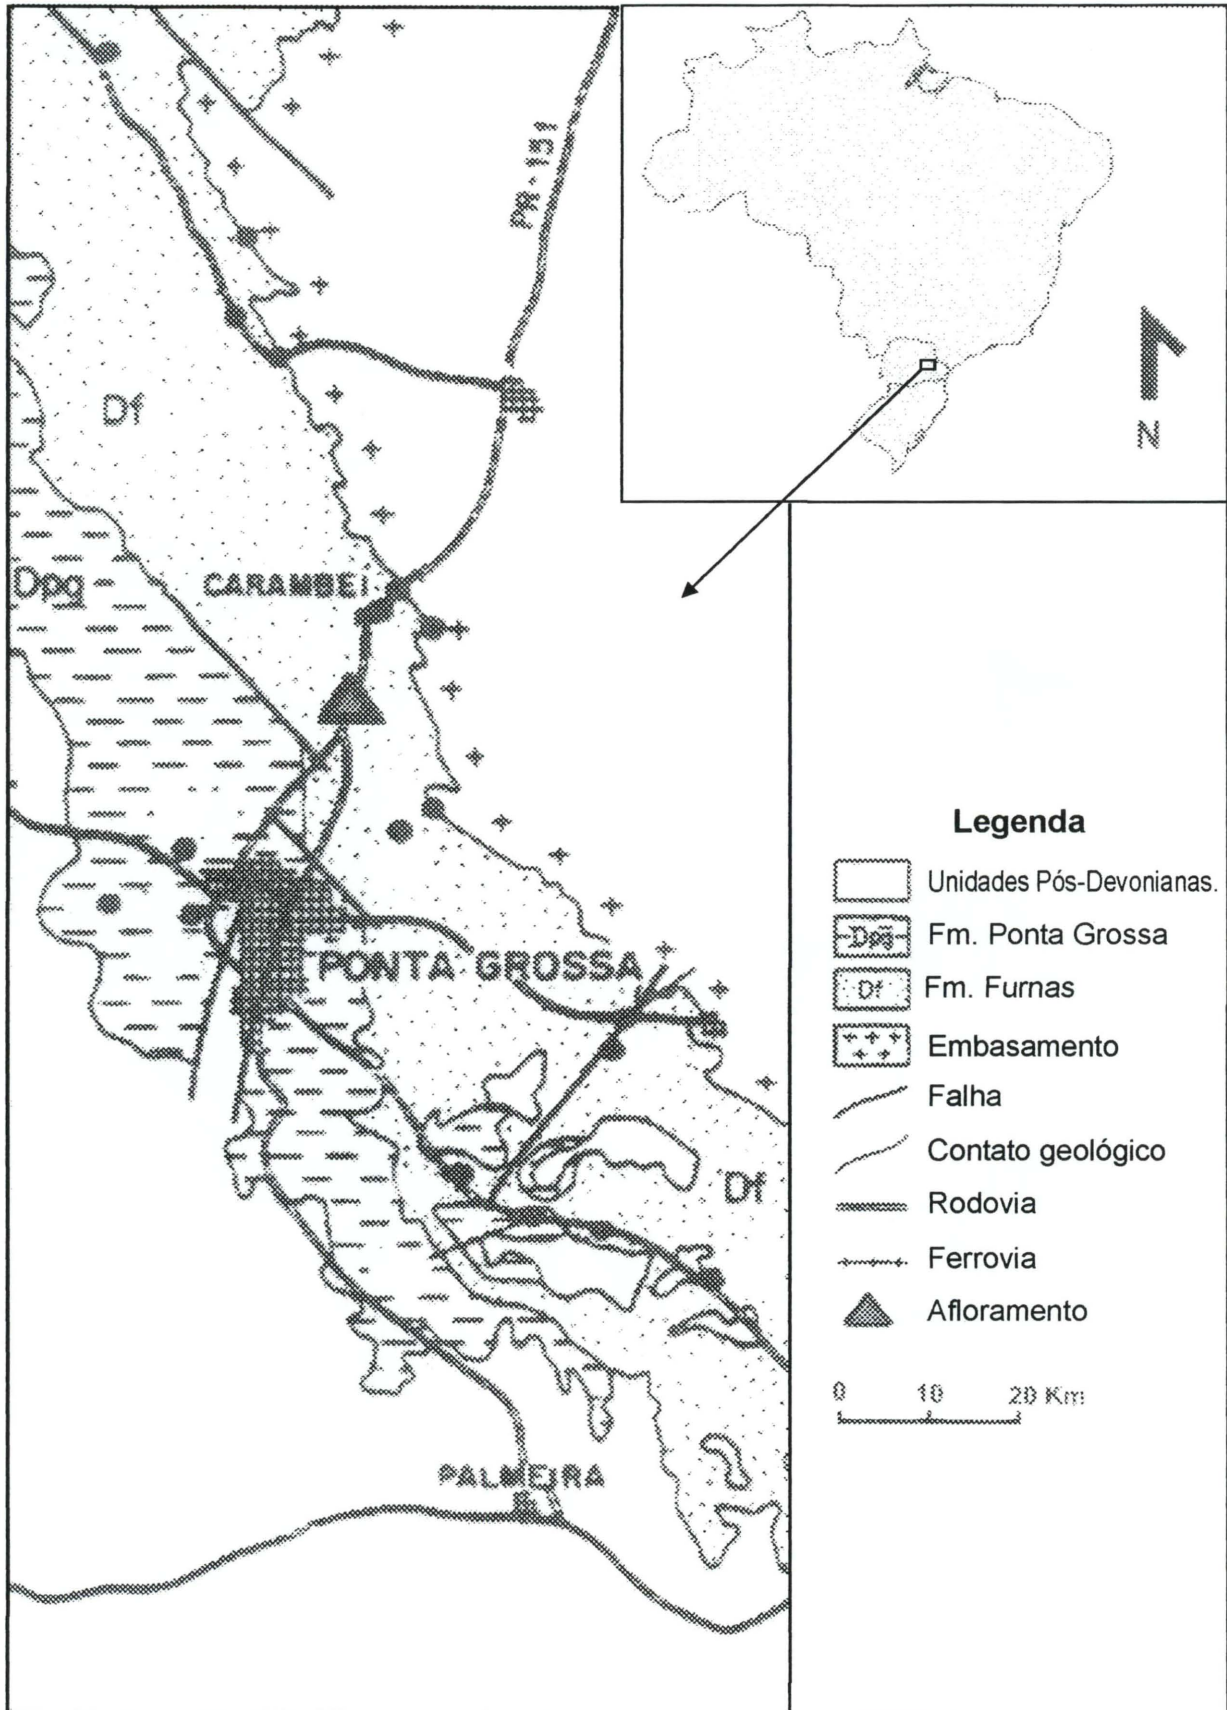 PR-151
N
Df
Dpg
CARAMBEI
PONTA GROSSA
Df
PALMEIRA
Legenda
Unidades Pós-Devonianas.
Dpg Fm. Ponta Grossa
Df Fm. Furnas
Embasamento
Falha
Contato geológico
Rodovia
Ferrovia
Afloramento
0 10 20 Km